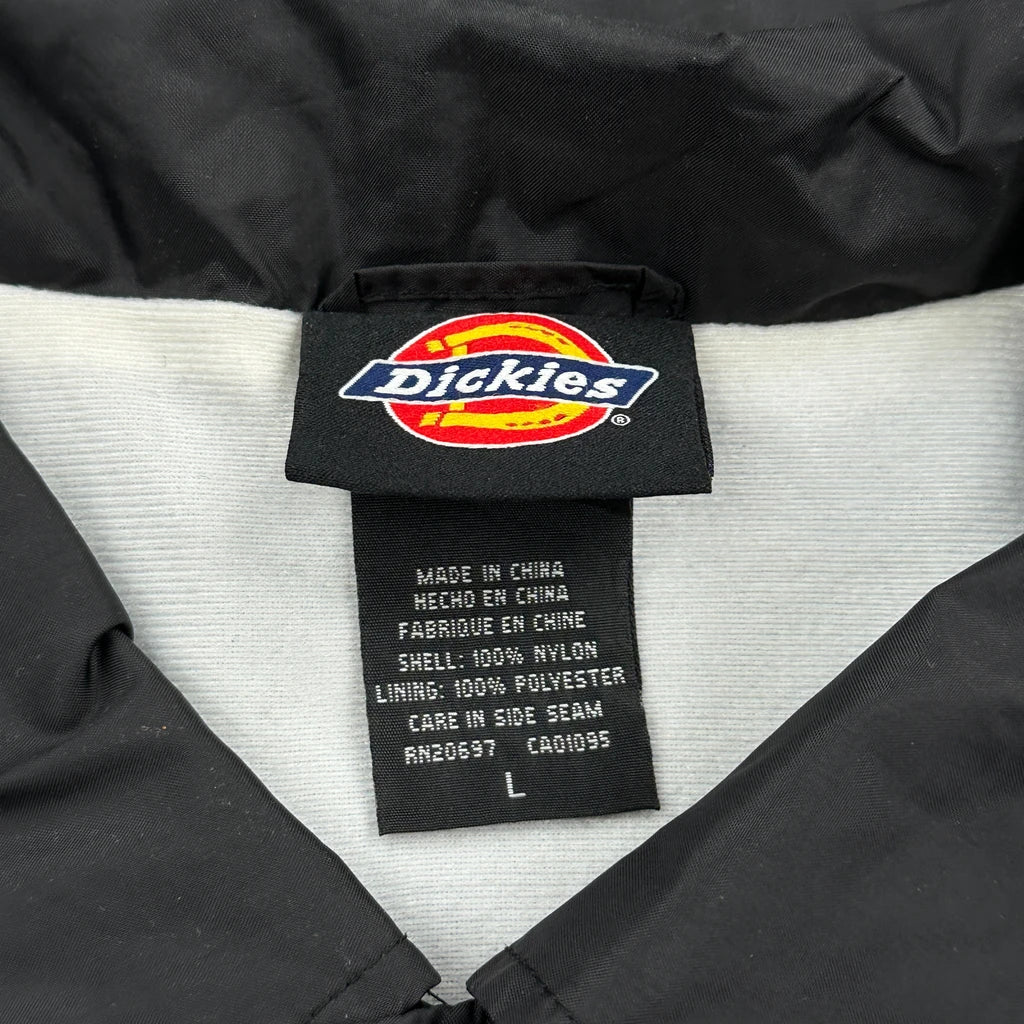 Dickies
®
MADE IN CHINA
HECHO EN CHINA
FABRIQUE EN CHINE
SHELL: 100% NYLON
LINING: 100% POLYESTER
CARE IN SIDE SEAM
RN20697 CA01095
L